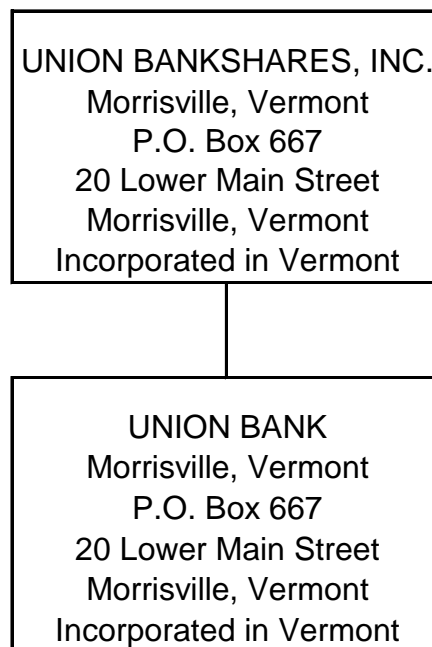 UNION BANKSHARES, INC.
Morrisville, Vermont
P.O. Box 667
20 Lower Main Street
Morrisville, Vermont
Incorporated in Vermont
UNION BANK
Morrisville, Vermont
P.O. Box 667
20 Lower Main Street
Morrisville, Vermont
Incorporated in Vermont